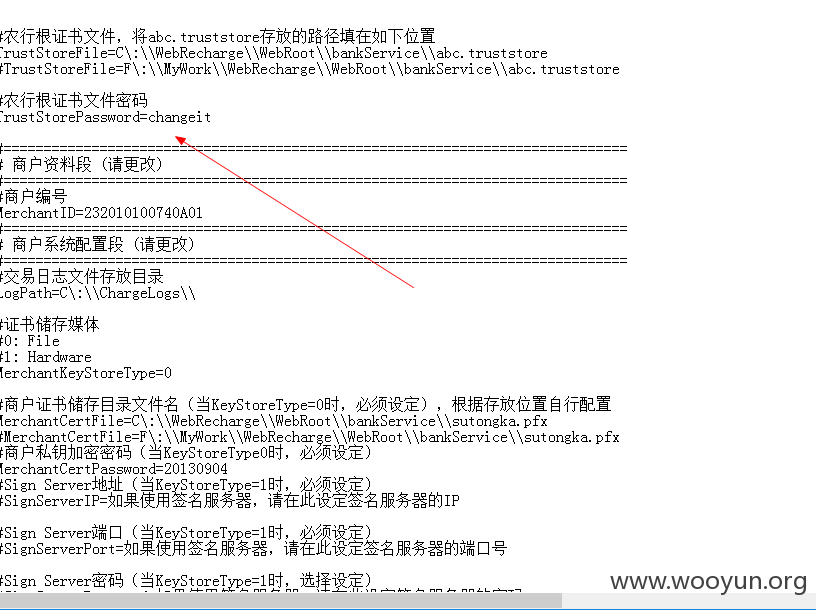 #农行根证书文件，将abc.truststore存放的路径填在如下位置
TrustStoreFile=C\:\\WebRecharge\\WebRoot\\bankService\\abc.truststore
#TrustStoreFile=F\:\\MyWork\\WebRecharge\\WebRoot\\bankService\\abc.truststore
#农行根证书文件密码
TrustStorePassword=changeit
#==============================================================================
# 商户资料段 (请更改)
#==============================================================================
#商户编号
MerchantID=232010100740A01
#==============================================================================
# 商户系统配置段 (请更改)
#==============================================================================
#交易日志文件存放目录
LogPath=C\:\\ChargeLogs\\
#证书储存媒体
#0: File
#1: Hardware
MerchantKeyStoreType=0
#商户证书储存目录文件名（当KeyStoreType=0时，必须设定），根据存放位置自行配置
MerchantCertFile=C\:\\WebRecharge\\WebRoot\\bankService\\sutongka.pfx
#MerchantCertFile=F\:\\MyWork\\WebRecharge\\WebRoot\\bankService\\sutongka.pfx
#商户私钥加密密码（当KeyStoreType0时，必须设定）
MerchantCertPassword=20130904
#Sign Server地址（当KeyStoreType=1时，必须设定）
#SignServerIP=如果使用签名服务器，请在此设定签名服务器的IP
#Sign Server端口（当KeyStoreType=1时，必须设定）
#SignServerPort=如果使用签名服务器，请在此设定签名服务器的端口号
#Sign Server密码（当KeyStoreType=1时，选择设定）
www.wooyun.org